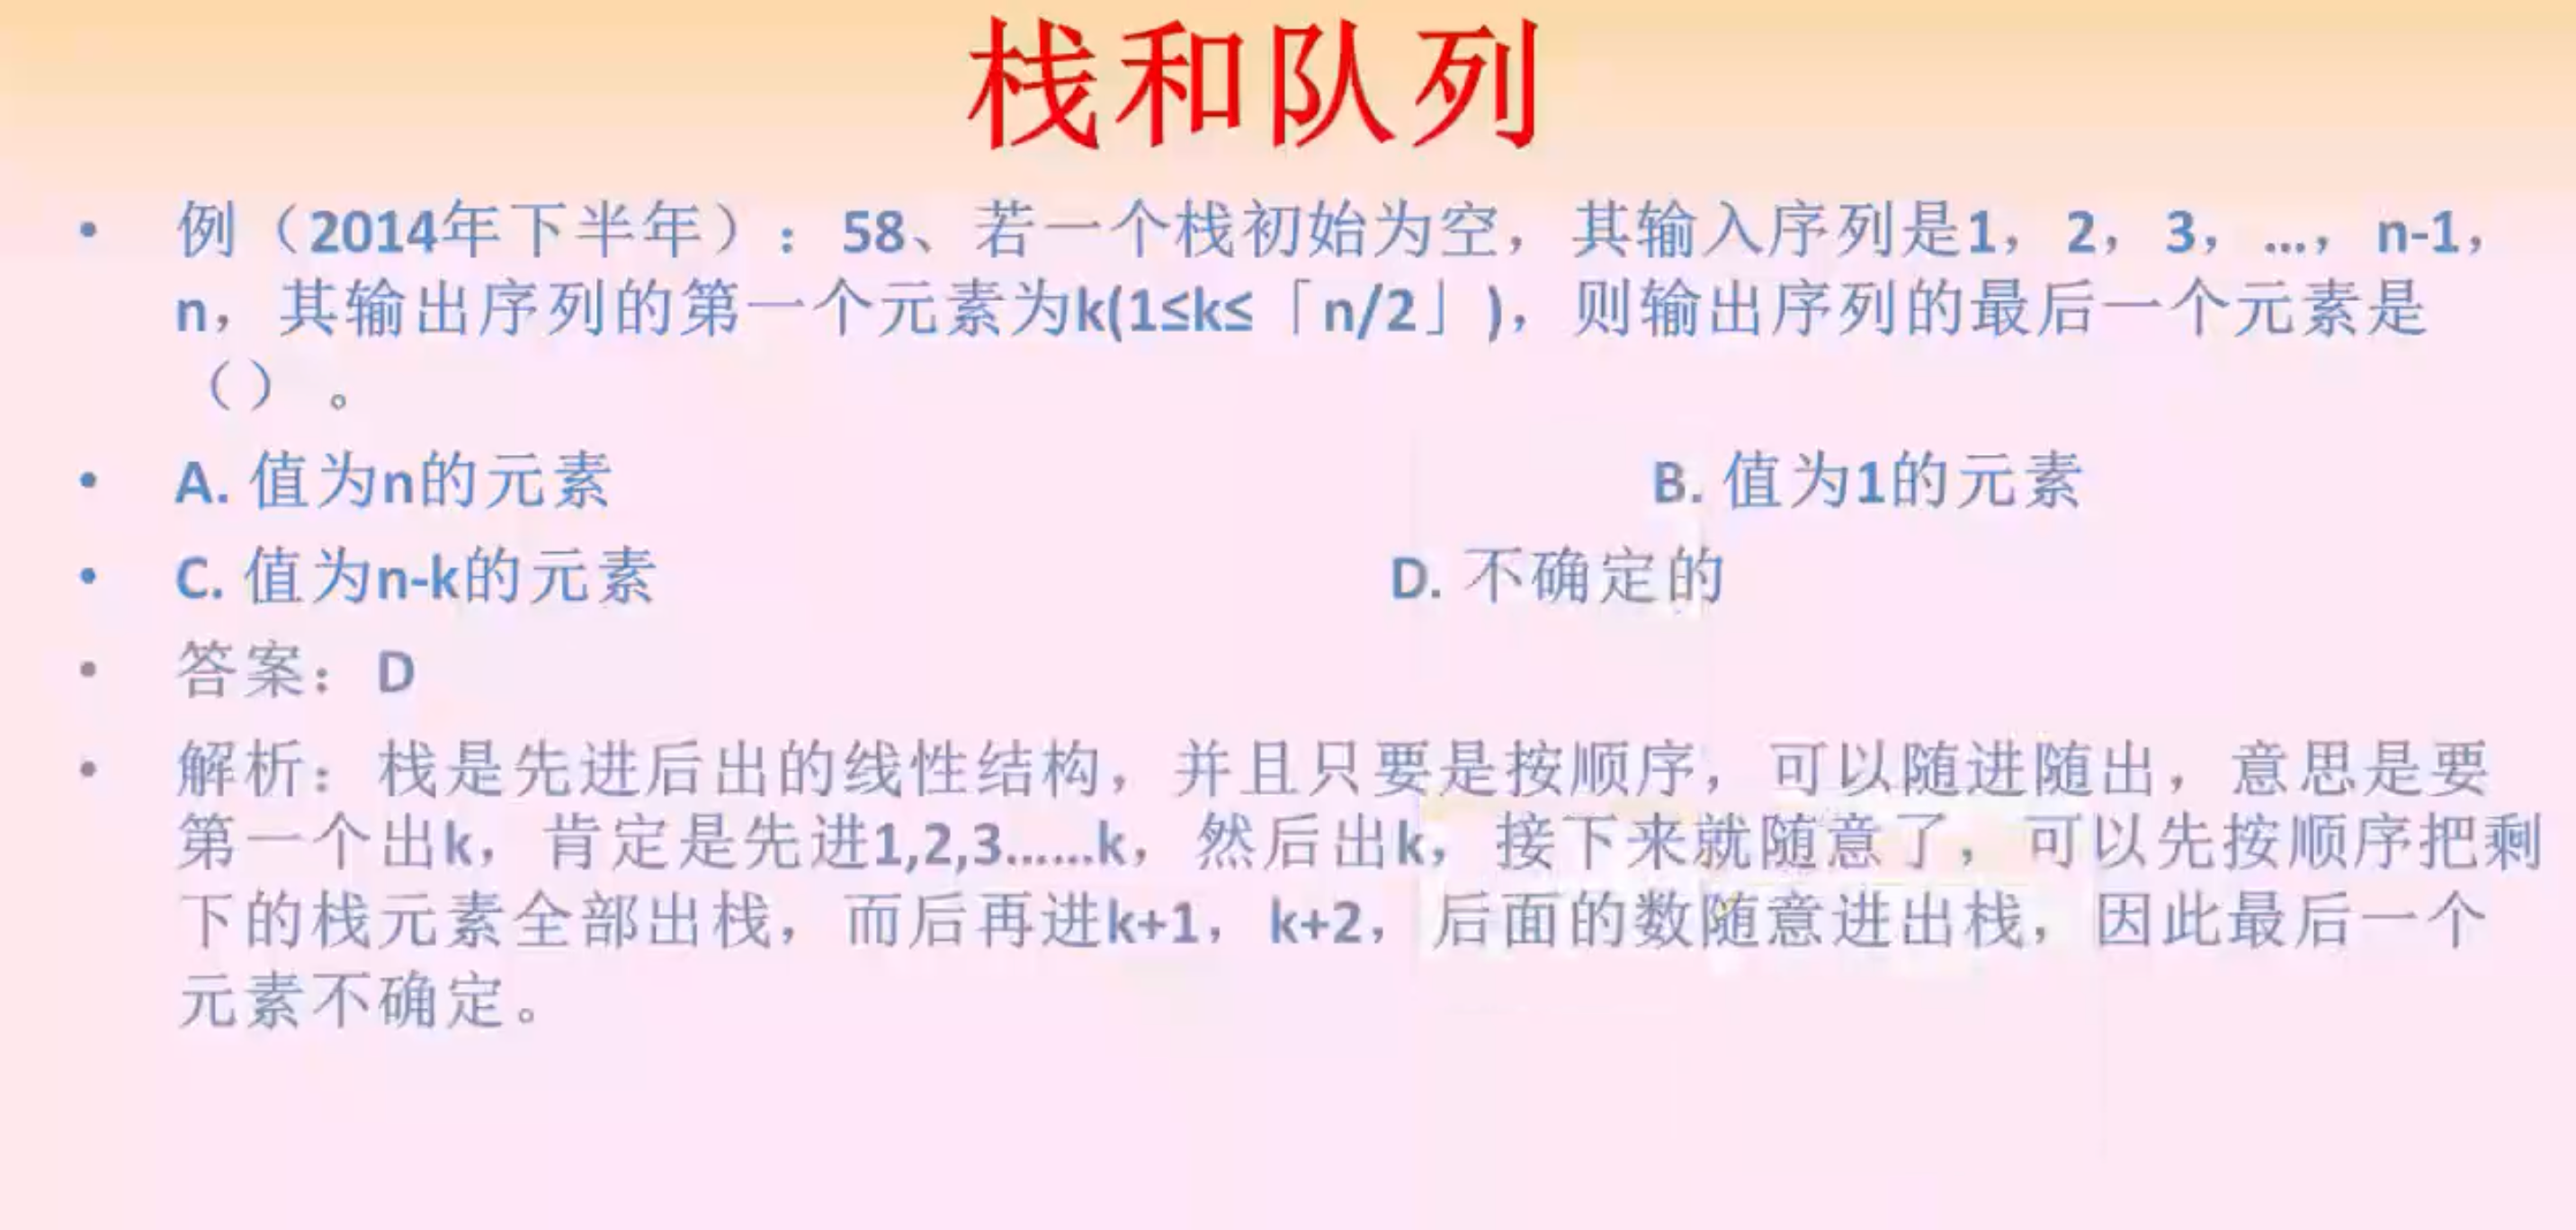 栈和队列
• 例（2014年下半年）：58、若一个栈初始为空，其输入序列是1，2，3，…，n-1，
n，其输出序列的第一个元素为k(1≤k≤「n/2」)，则输出序列的最后一个元素是
（）。
• A. 值为n的元素 B. 值为1的元素
• C. 值为n-k的元素 D. 不确定的
• 答案：D
• 解析：栈是先进后出的线性结构，并且只要是按顺序，可以随进随出，意思是要
第一个出k，肯定是先进1,2,3……k，然后出k，接下来就随意了，可以先按顺序把剩
下的栈元素全部出栈，而后再进k+1，k+2，后面的数随意进出栈，因此最后一个
元素不确定。